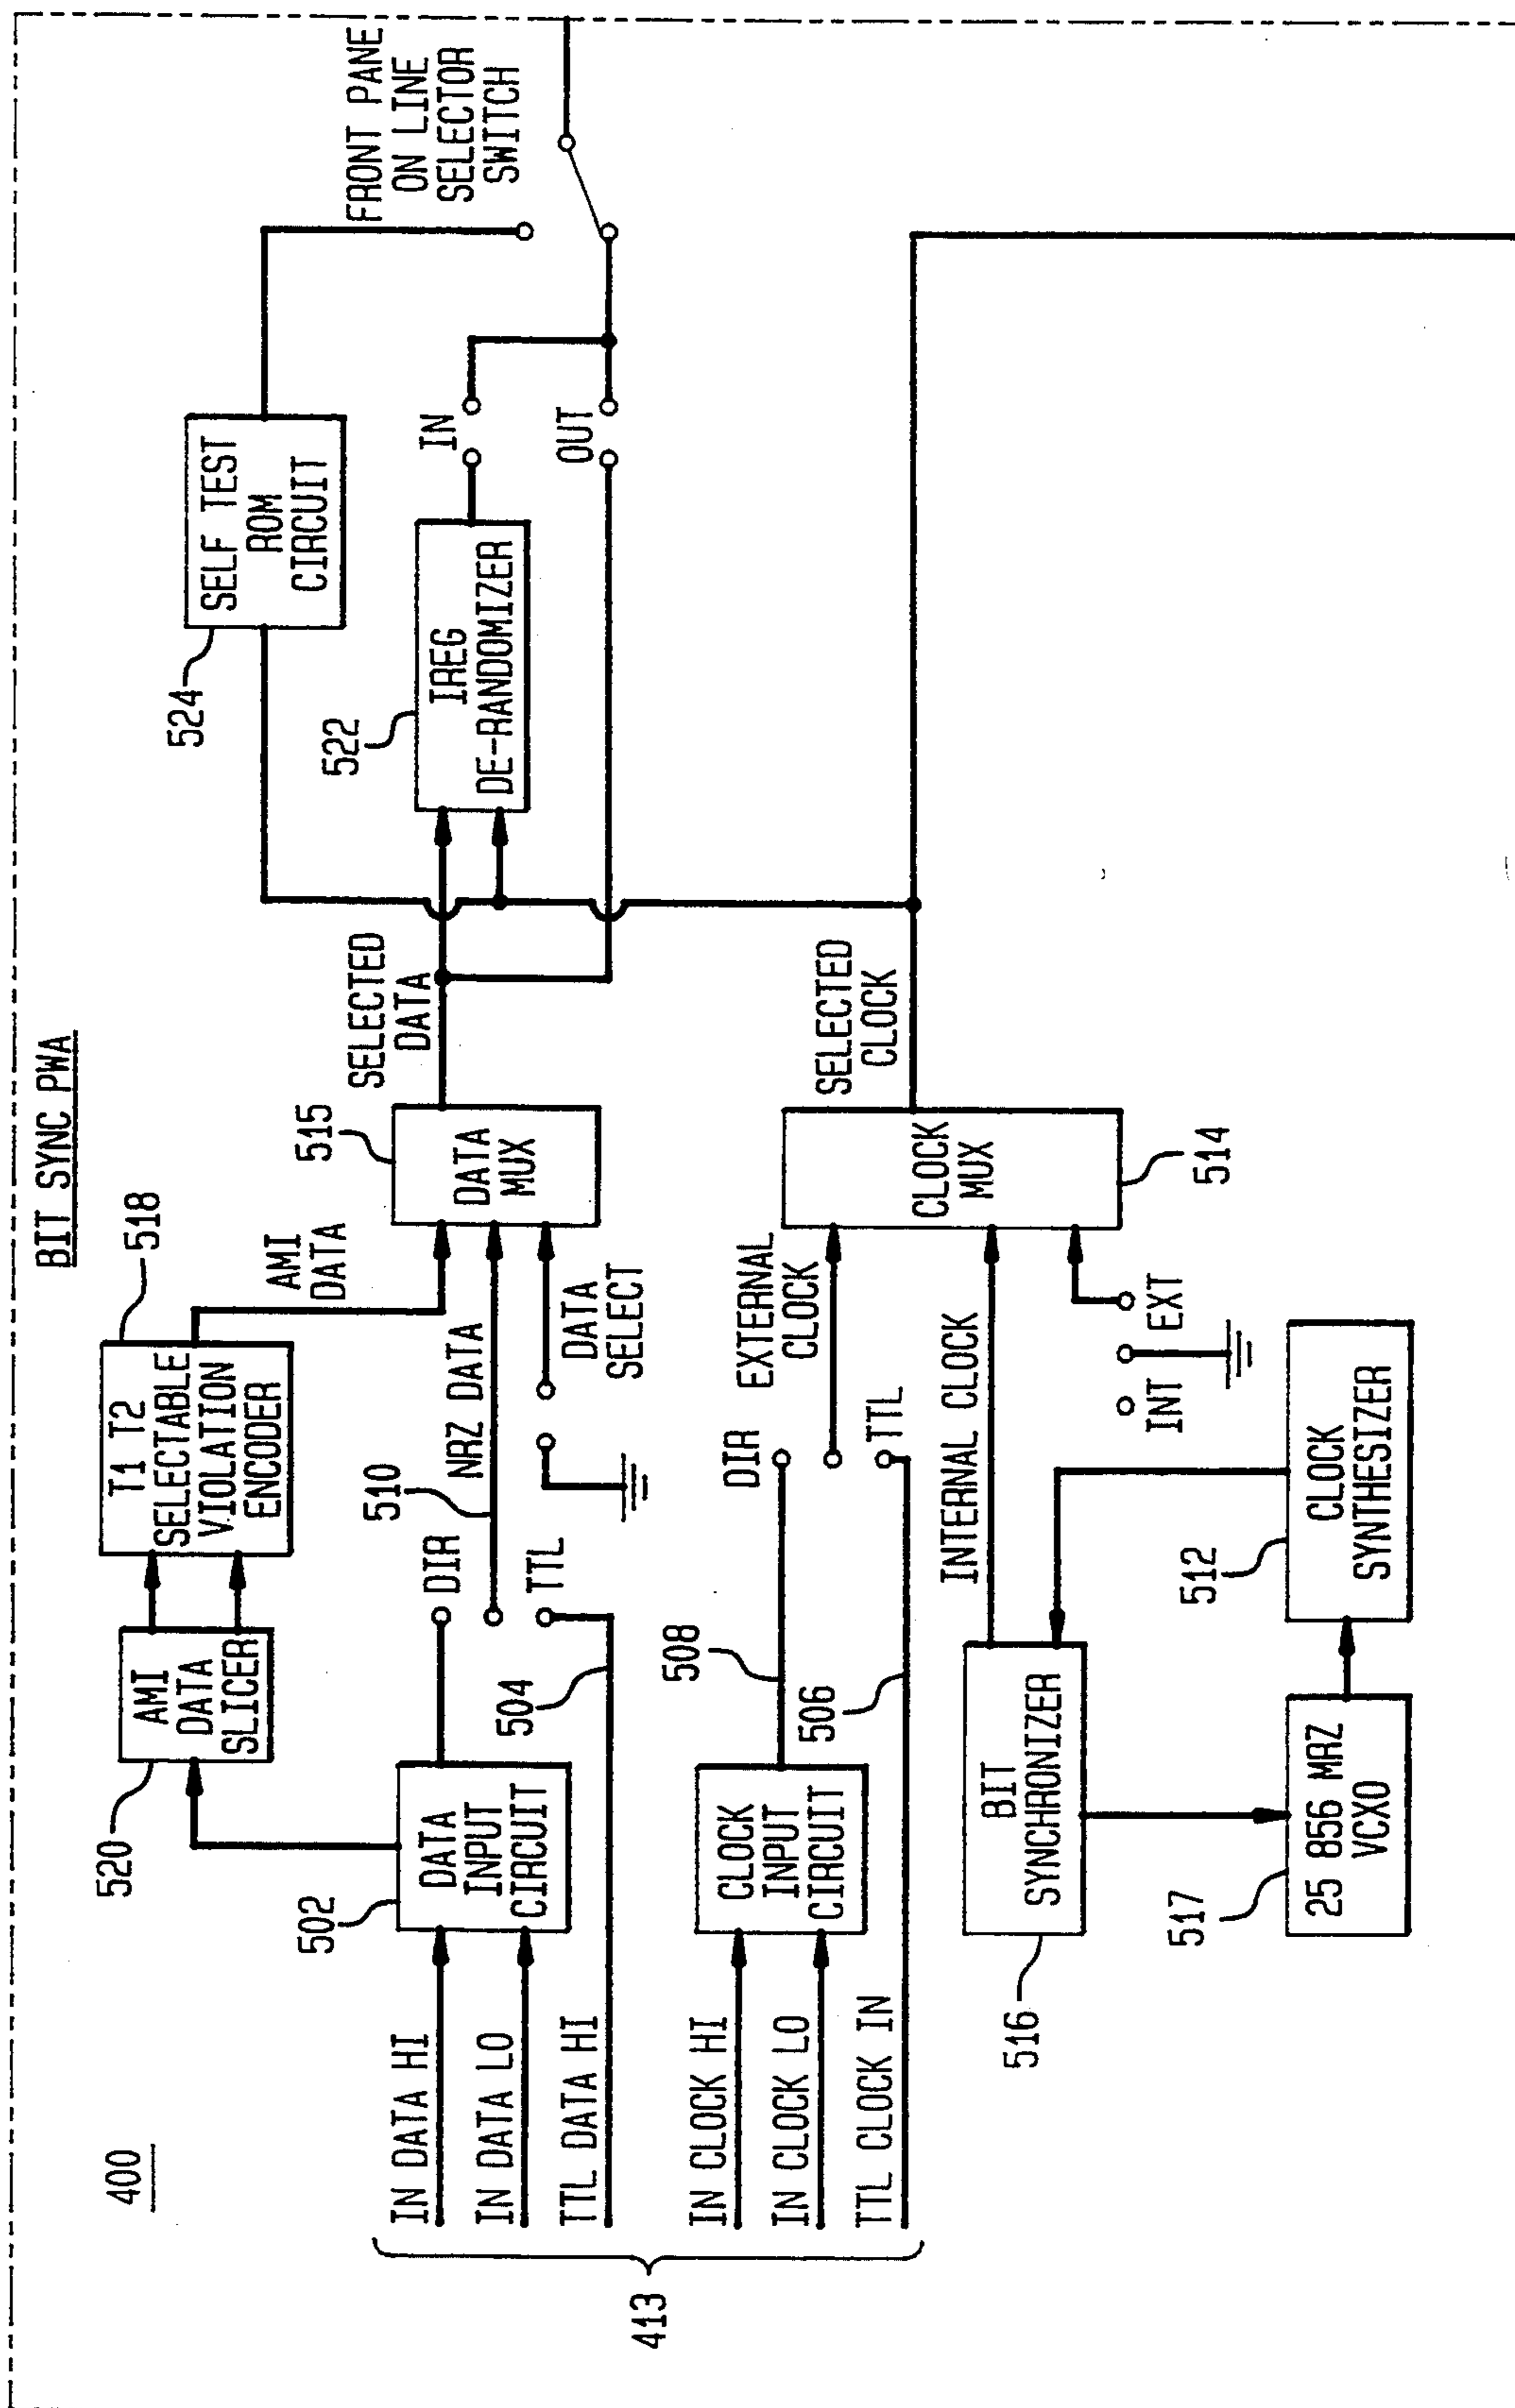 BIT SYNC PWA
400
413
IN DATA HI
IN DATA LO
TTL DATA HI
IN CLOCK HI
IN CLOCK LO
TTL CLOCK IN
502
DATA
INPUT
CIRCUIT
520
AMI
DATA
SLICER
518
T1 T2
SELECTABLE
VIOLATION
ENCODER
AMI
DATA
504
DIR
TTL
510
NRZ DATA
DATA
SELECT
515
DATA
MUX
SELECTED
DATA
CLOCK
INPUT
CIRCUIT
508
506
DIR
TTL
EXTERNAL
CLOCK
INTERNAL CLOCK
516
BIT
SYNCHRONIZER
517
25 856 MRZ
VCXO
512
CLOCK
SYNTHESIZER
INT
EXT
CLOCK
MUX
514
SELECTED
CLOCK
522
IREG
DE-RANDOMIZER
524
SELF TEST
ROM
CIRCUIT
IN
OUT
FRONT PANE
ON LINE
SELECTOR
SWITCH